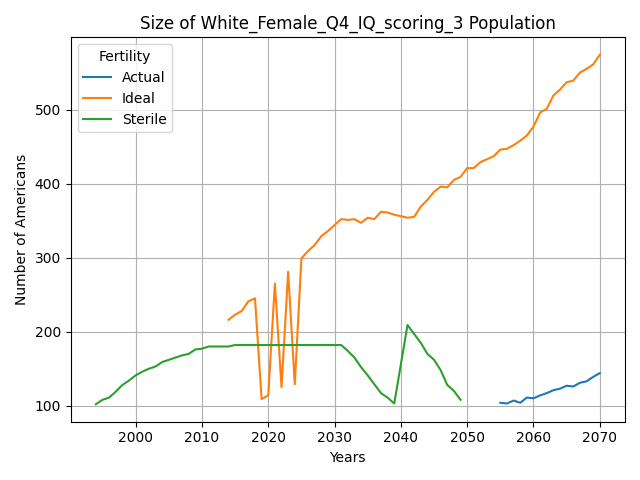 Size of White_Female_Q4_IQ_scoring_3 Population
Fertility
Actual
Ideal
Sterile
Number of Americans
500
400
300
200
100
2000
2010
2020
2030
2040
2050
2060
2070
Years